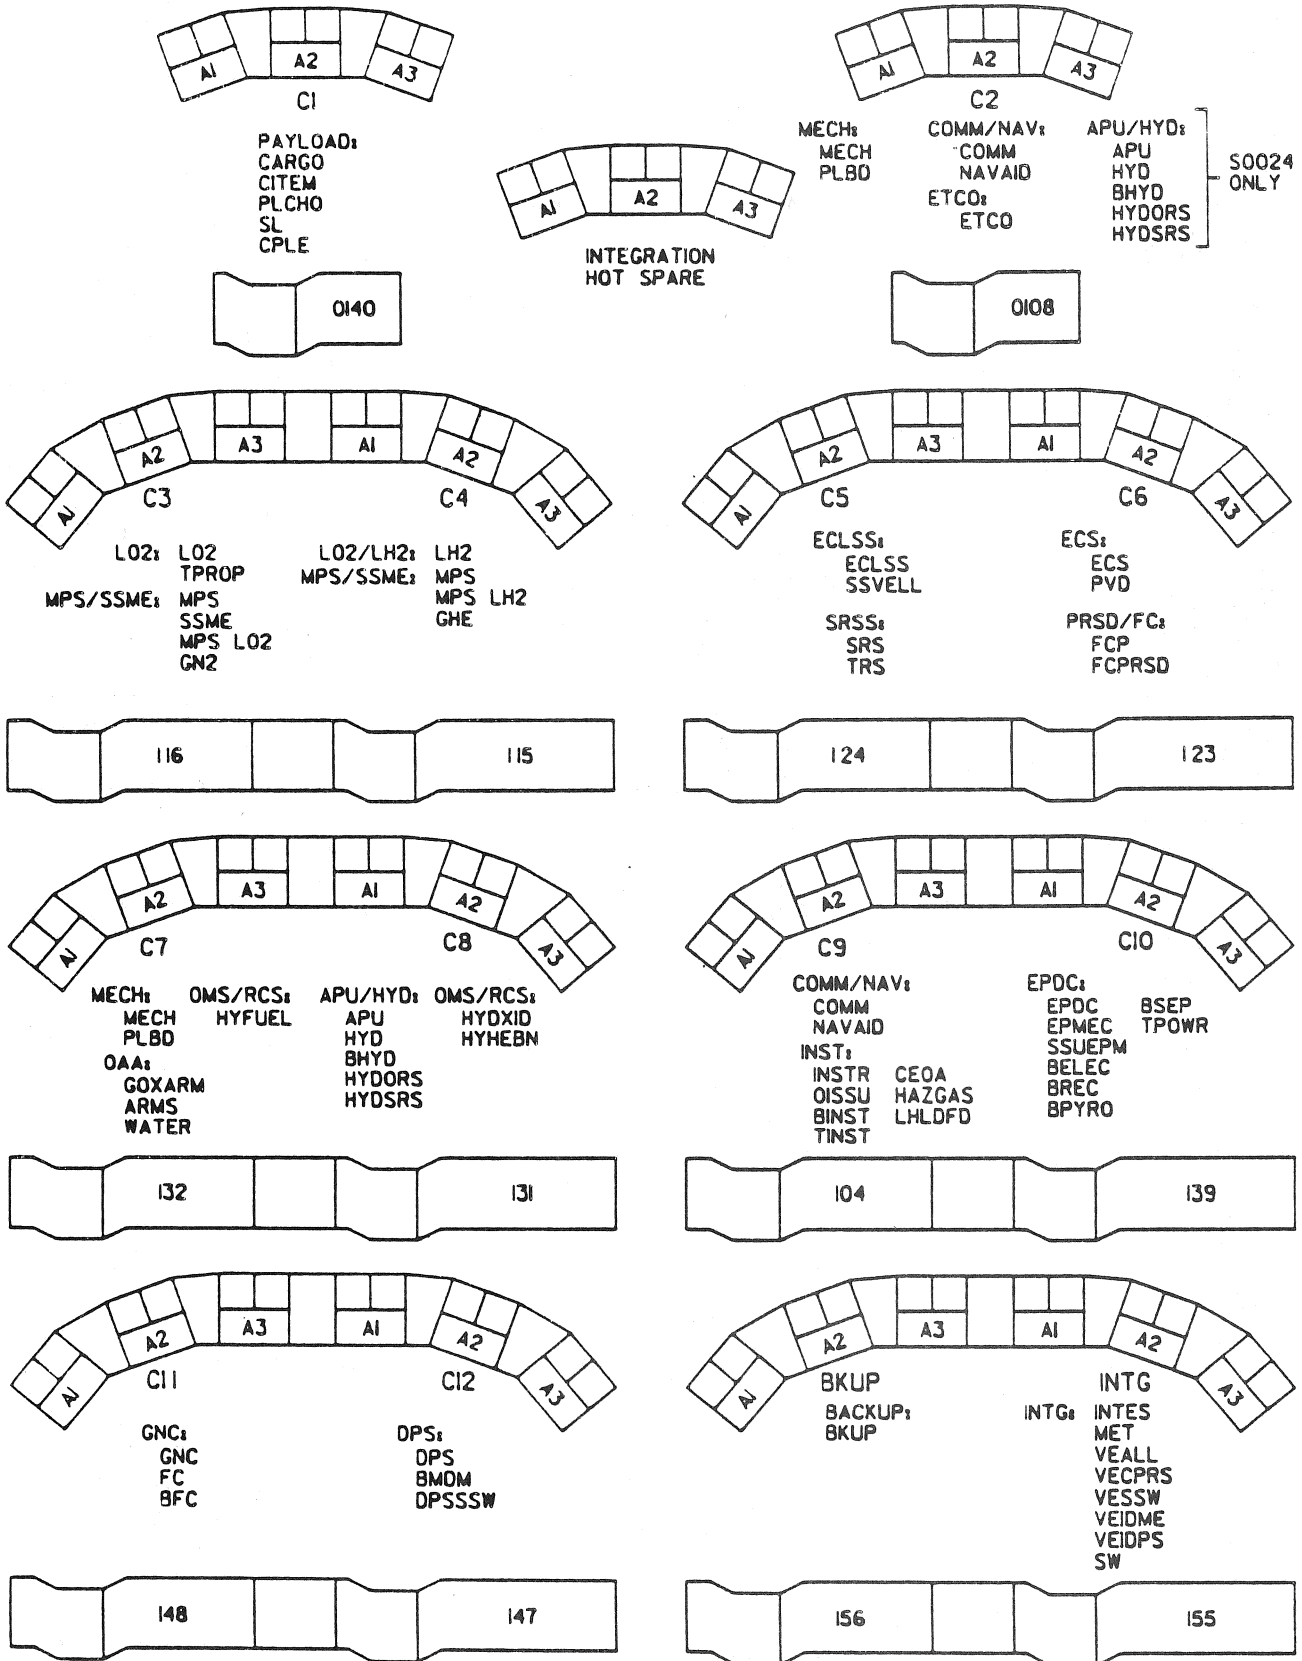 A1 A2 A3
C1
PAYLOAD:
CARGO
CITEM
PLCHO
SL
CPLE
A1 A2 A3
INTEGRATION
HOT SPARE
A1 A2 A3
C2
MECH:
MECH
PLBD
COMM/NAV:
COMM
NAVAID
ETCO:
ETCO
APU/HYD:
APU
HYD
BHYD
HYDORS
HYDSRS
S0024
ONLY
0140
0108
A1 A2 A3 A1 A2 A3
C3 C4
LO2: LO2
TPROP
MPS/SSME: MPS
SSME
MPS LO2
GN2
LO2/LH2: LH2
MPS/SSME: MPS
MPS LH2
GHE
A1 A2 A3 A1 A2 A3
C5 C6
ECLSS:
ECLSS
SSVELL
SRSS:
SRS
TRS
ECS:
ECS
PVD
PRSD/FC:
FCP
FCPRSD
116 115
124 123
A1 A2 A3 A1 A2 A3
C7 C8
MECH:
MECH
PLBD
OAA:
GOXARM
ARMS
WATER
OMS/RCS:
HYFUEL
APU/HYD:
APU
HYD
BHYD
HYDORS
HYDSRS
OMS/RCS:
HYDXID
HYHEBN
A1 A2 A3 A1 A2 A3
C9 C10
COMM/NAV:
COMM
NAVAID
INST:
INSTR CEOA
OISSU HAZGAS
BINST LHLDFD
TINST
EPDC:
EPDC BSEP
EPMEC TPOWR
SSUEPM
BELEC
BREC
BPYRO
132 131
104 139
A1 A2 A3 A1 A2 A3
C11 C12
GNC:
GNC
FC
BFC
DPS:
DPS
BMDM
DPSSSW
A1 A2 A3 A1 A2 A3
BKUP INTG
BACKUP:
BKUP
INTG: INTES
MET
VEALL
VECPRS
VESSW
VEIDME
VEIDPS
SW
148 147
156 155